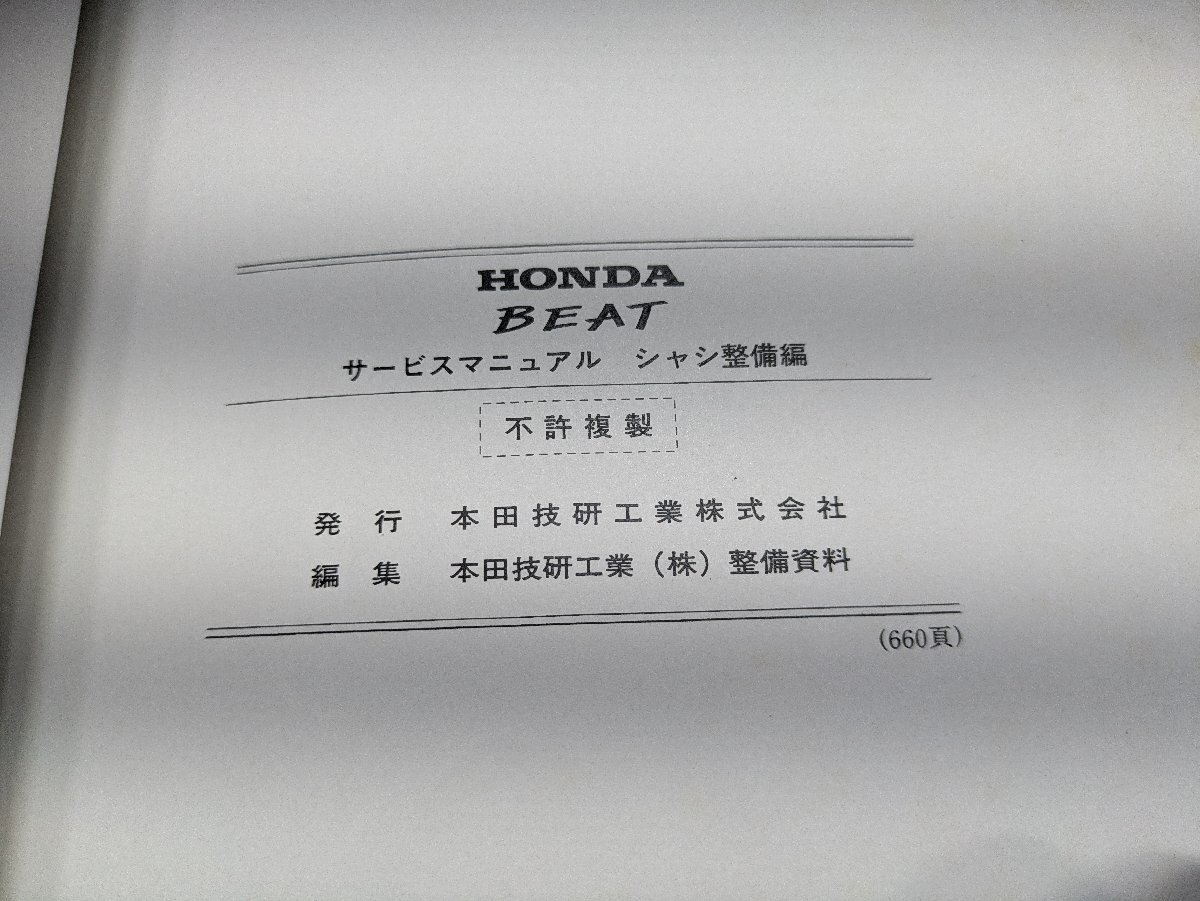 HONDA
BEAT
サービスマニュアル シャシ整備編
不許複製
発行 本田技研工業株式会社
編集 本田技研工業(株)整備資料
(660頁)